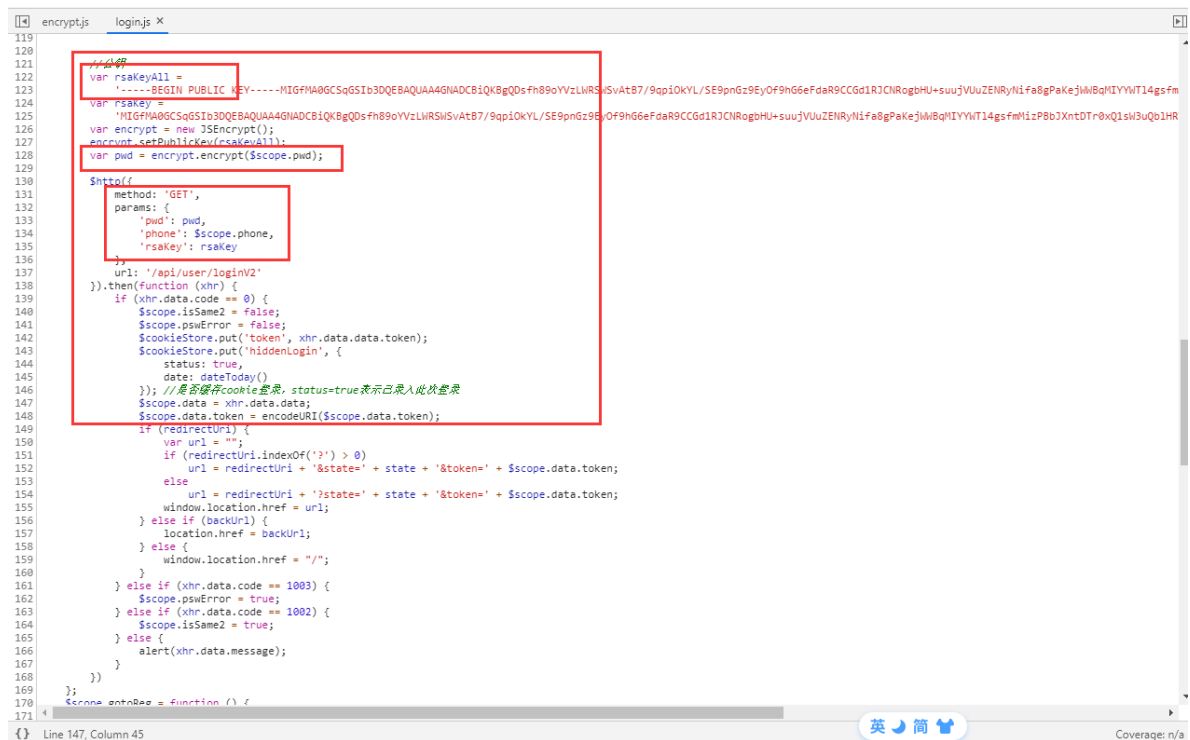 encrypt.js login.js ×
119
120
121 //公钥
122 var rsaKeyAll =
123 '-----BEGIN PUBLIC KEY-----MIGfMA0GCSqGSIb3DQEBAQUAA4GNADCBiQKBgQDsfh89oYVzLWRSWSvAtB7/9qpiOkYL/SE9pnGz9EyOf9hG6eFdaR9CCGd1RJCNRogbHU+suujVUuZENRyNifa8gPaKejWWBqMIYYWTl4gsfm
124 var rsaKey =
125 'MIGfMA0GCSqGSIb3DQEBAQUAA4GNADCBiQKBgQDsfh89oYVzLWRSWSvAtB7/9qpiOkYL/SE9pnGz9EyOf9hG6eFdaR9CCGd1RJCNRogbHU+suujVUuZENRyNifa8gPaKejWWBqMIYYWTl4gsfmMizPBbJXntDTr0xQ1sW3uQblHR
126 var encrypt = new JSEncrypt();
127 encrypt.setPublicKey(rsaKeyAll);
128 var pwd = encrypt.encrypt($scope.pwd);
129
130 $http({
131 method: 'GET',
132 params: {
133 'pwd': pwd,
134 'phone': $scope.phone,
135 'rsaKey': rsaKey
136 },
137 url: '/api/user/loginV2'
138 }).then(function (xhr) {
139 if (xhr.data.code == 0) {
140 $scope.isSame2 = false;
141 $scope.pswError = false;
142 $cookieStore.put('token', xhr.data.data.token);
143 $cookieStore.put('hiddenLogin', {
144 status: true,
145 date: dateToday()
146 }); //是否缓存cookie登录，status=true表示已录入此次登录
147 $scope.data = xhr.data.data;
148 $scope.data.token = encodeURI($scope.data.token);
149 if (redirectUri) {
150 var url = "";
151 if (redirectUri.indexOf('?') > 0)
152 url = redirectUri + '&state=' + state + '&token=' + $scope.data.token;
153 else
154 url = redirectUri + '?state=' + state + '&token=' + $scope.data.token;
155 window.location.href = url;
156 } else if (backUrl) {
157 location.href = backUrl;
158 } else {
159 window.location.href = "/";
160 }
161 } else if (xhr.data.code == 1003) {
162 $scope.pswError = true;
163 } else if (xhr.data.code == 1002) {
164 $scope.isSame2 = true;
165 } else {
166 alert(xhr.data.message);
167 }
168 })
169 };
170 $scope.gotoReg = function () {
171
英 简
{} Line 147, Column 45 Coverage: n/a